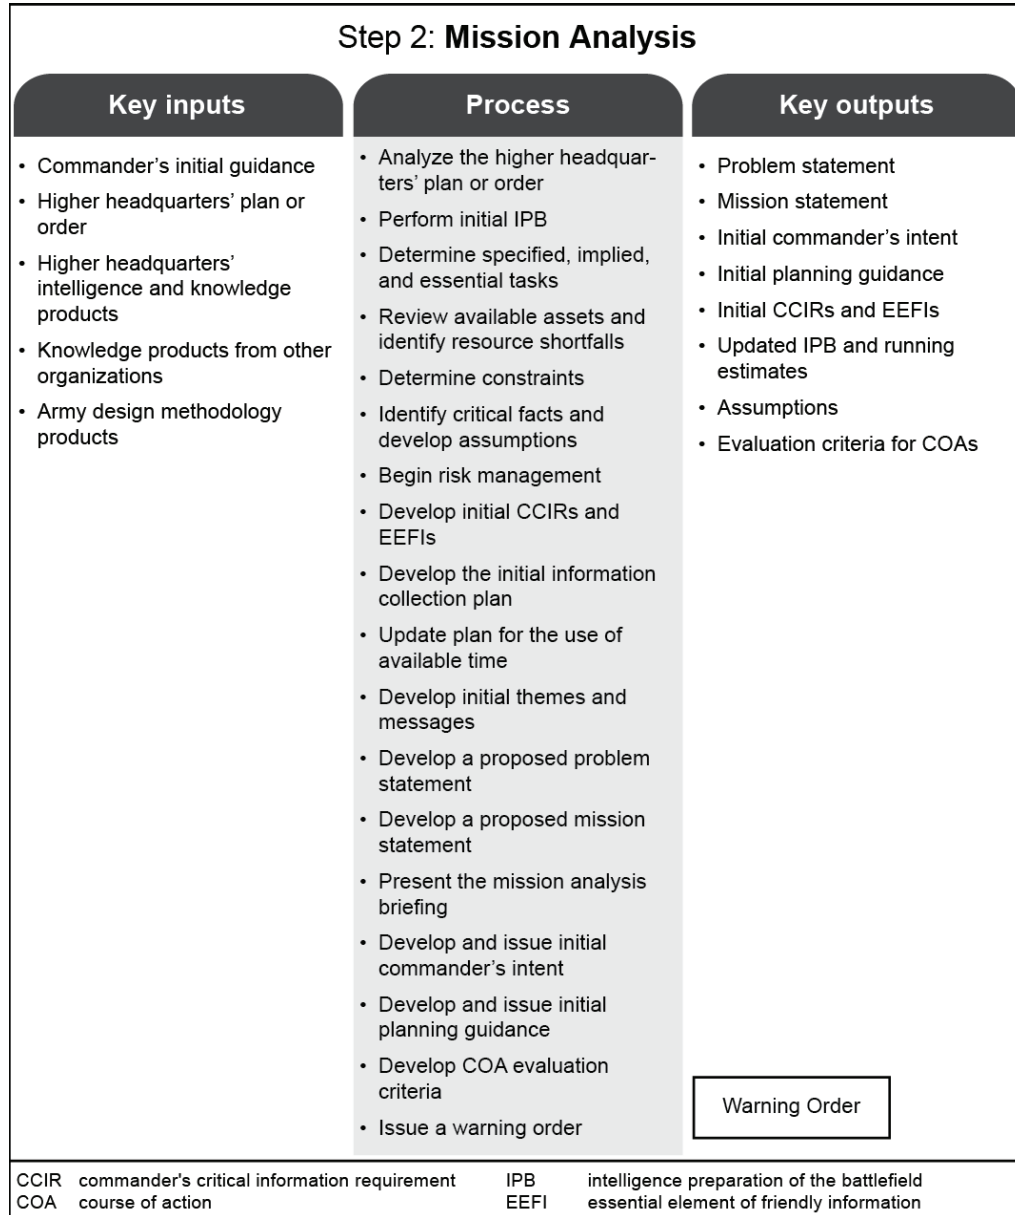 Step 2: Mission Analysis
Key inputs
• Commander’s initial guidance
• Higher headquarters’ plan or
order
• Higher headquarters’
intelligence and knowledge
products
• Knowledge products from other
organizations
• Army design methodology
products
Process
• Analyze the higher headquar-
ters’ plan or order
• Perform initial IPB
• Determine specified, implied,
and essential tasks
• Review available assets and
identify resource shortfalls
• Determine constraints
• Identify critical facts and
develop assumptions
• Begin risk management
• Develop initial CCIRs and
EEFIs
• Develop the initial information
collection plan
• Update plan for the use of
available time
• Develop initial themes and
messages
• Develop a proposed problem
statement
• Develop a proposed mission
statement
• Present the mission analysis
briefing
• Develop and issue initial
commander’s intent
• Develop and issue initial
planning guidance
• Develop COA evaluation
criteria
• Issue a warning order
Key outputs
• Problem statement
• Mission statement
• Initial commander’s intent
• Initial planning guidance
• Initial CCIRs and EEFIs
• Updated IPB and running
estimates
• Assumptions
• Evaluation criteria for COAs
Warning Order
CCIR commander's critical information requirement
COA course of action
IPB intelligence preparation of the battlefield
EEFI essential element of friendly information